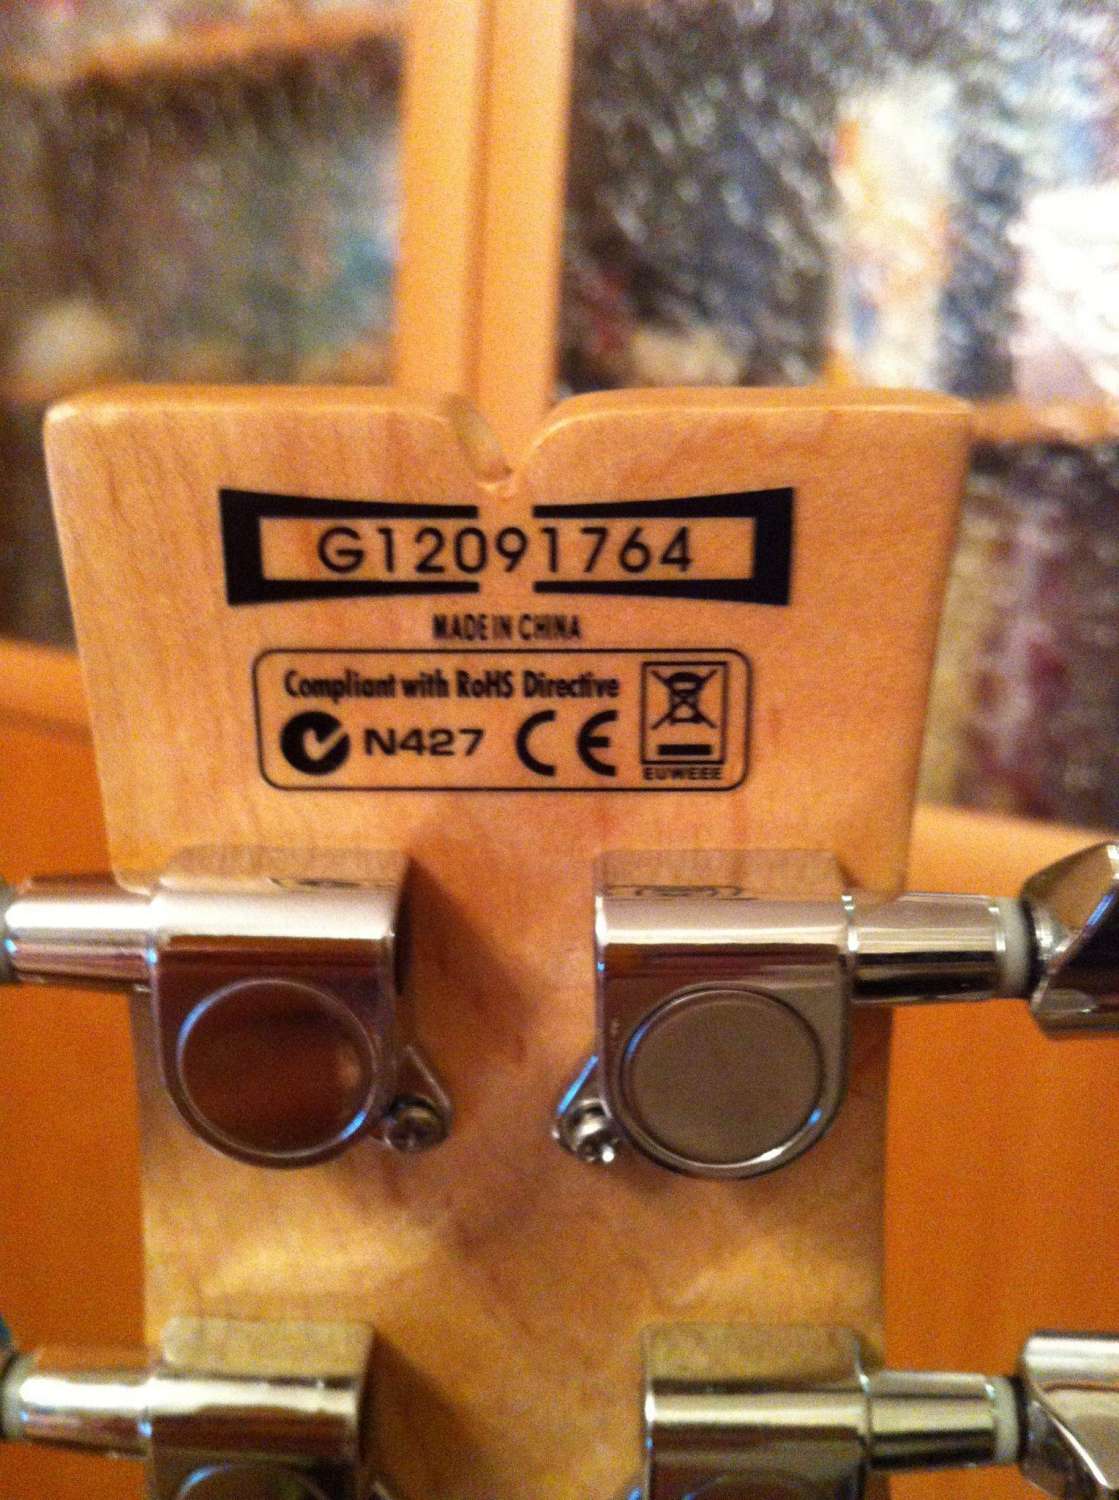 G12091764
MADE IN CHINA
Compliant with RoHS Directive
N427 CE
EUWEEE